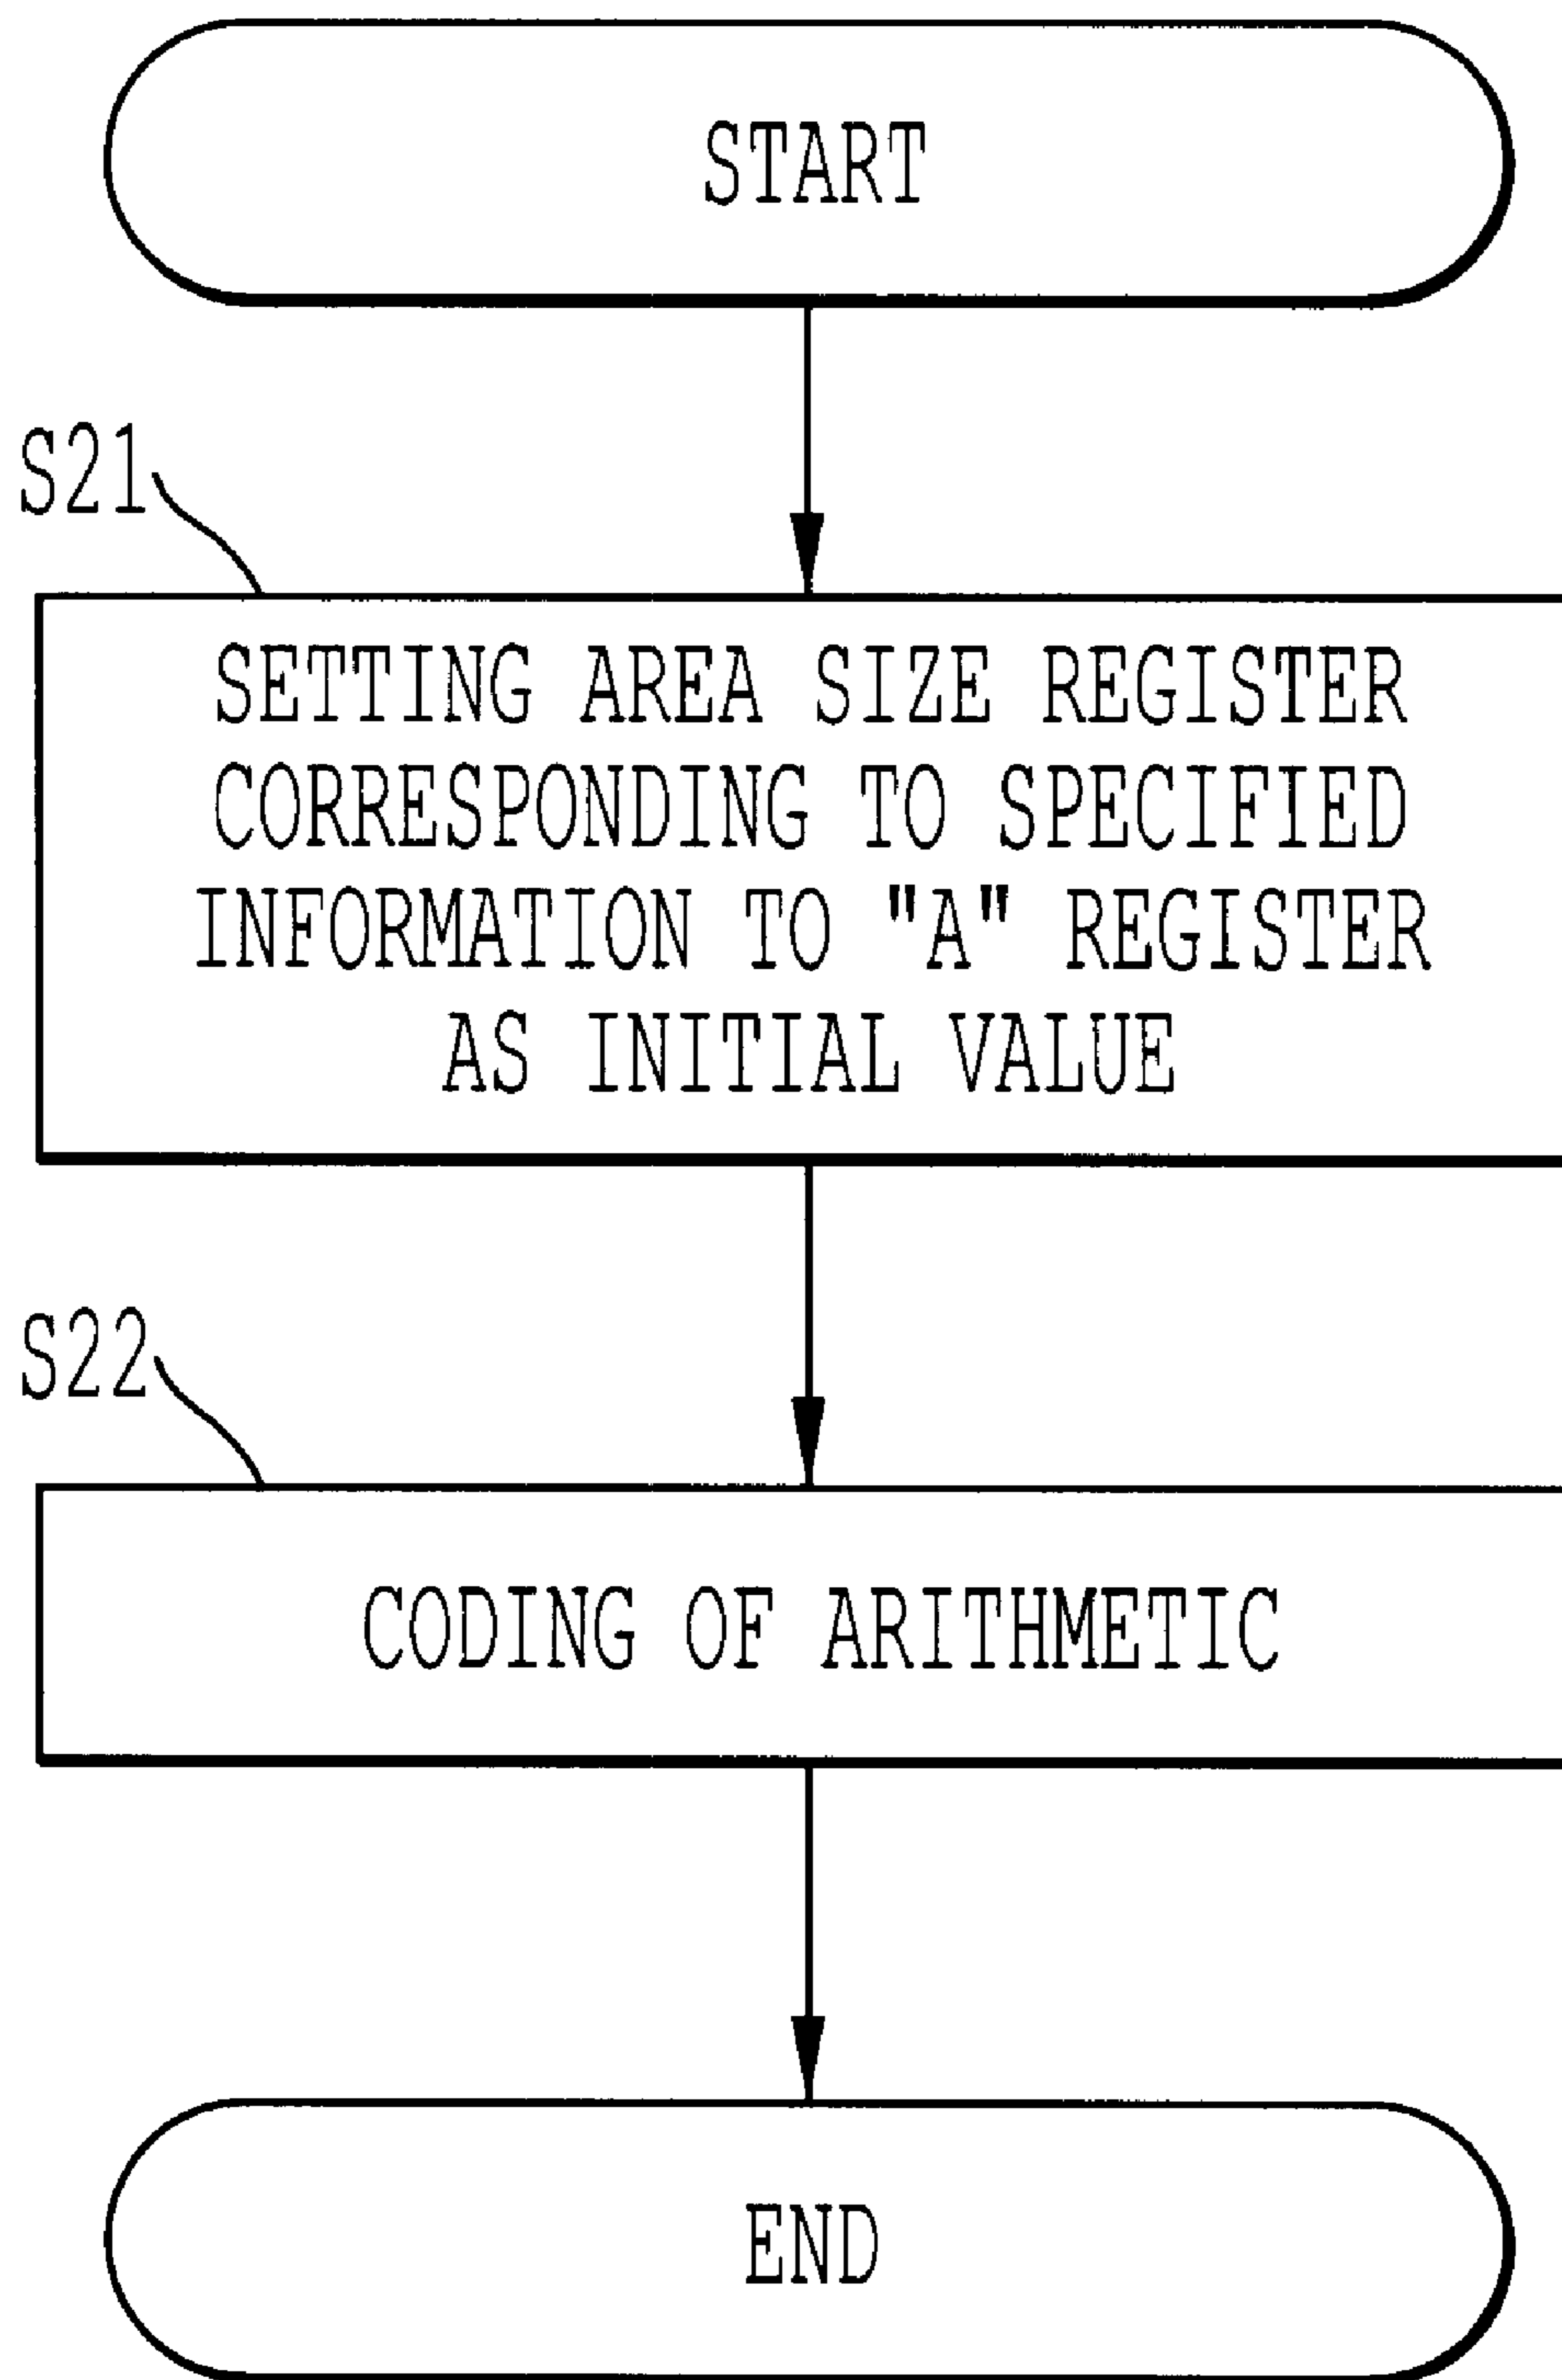 START
S21
SETTING AREA SIZE REGISTER
CORRESPONDING TO SPECIFIED
INFORMATION TO "A" REGISTER
AS INITIAL VALUE
S22
CODING OF ARITHMETIC
END